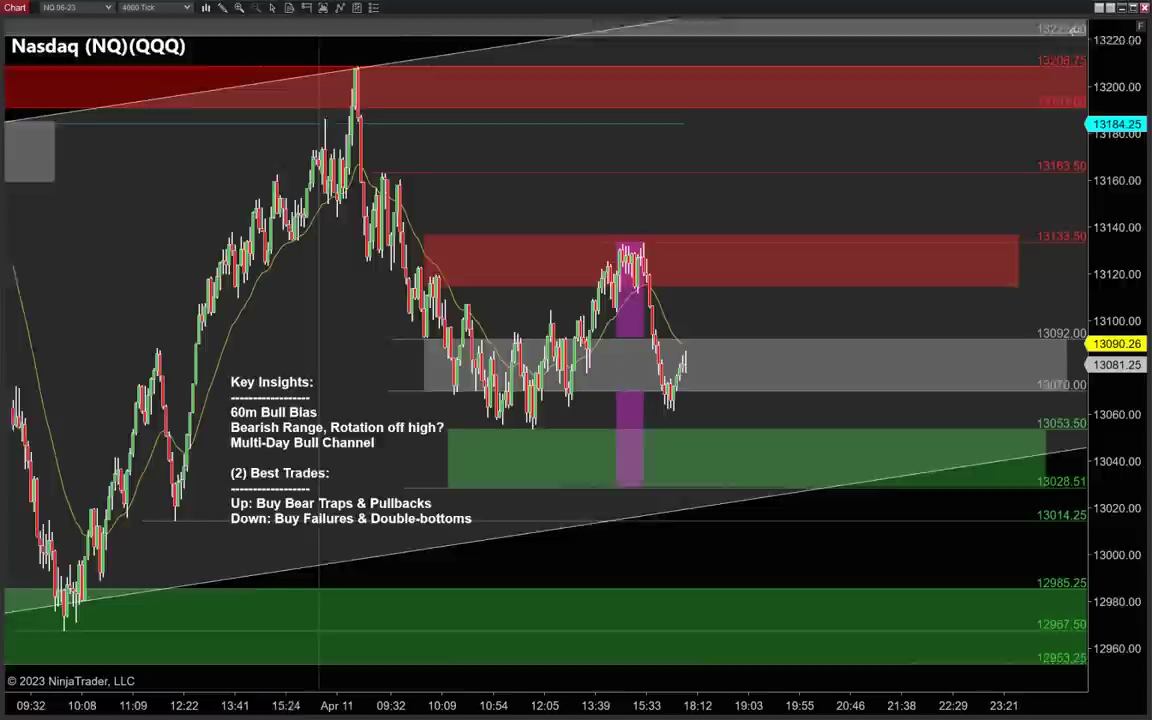 Chart
NQ 06-23
4000 Tick
Nasdaq (NQ)(QQQ)
F
13220.00
13208.75
13200.00
13184.25
13180.00
13163.50
13160.00
13140.00
13133.50
13120.00
13100.00
13092.00
13090.26
13081.25
13070.00
13060.00
13053.50
13040.00
13028.51
13020.00
13014.25
13000.00
12985.25
12980.00
12967.50
12960.00
12953.25
Key Insights:
-----------------
60m Bull Bias
Bearish Range, Rotation off high?
Multi-Day Bull Channel
(2) Best Trades:
-----------------
Up: Buy Bear Traps & Pullbacks
Down: Buy Failures & Double-bottoms
© 2023 NinjaTrader, LLC
09:32 10:08 11:09 12:22 13:41 15:24 Apr 11 09:32 10:09 10:54 12:05 13:39 15:33 18:12 19:03 19:55 20:46 21:38 22:29 23:21